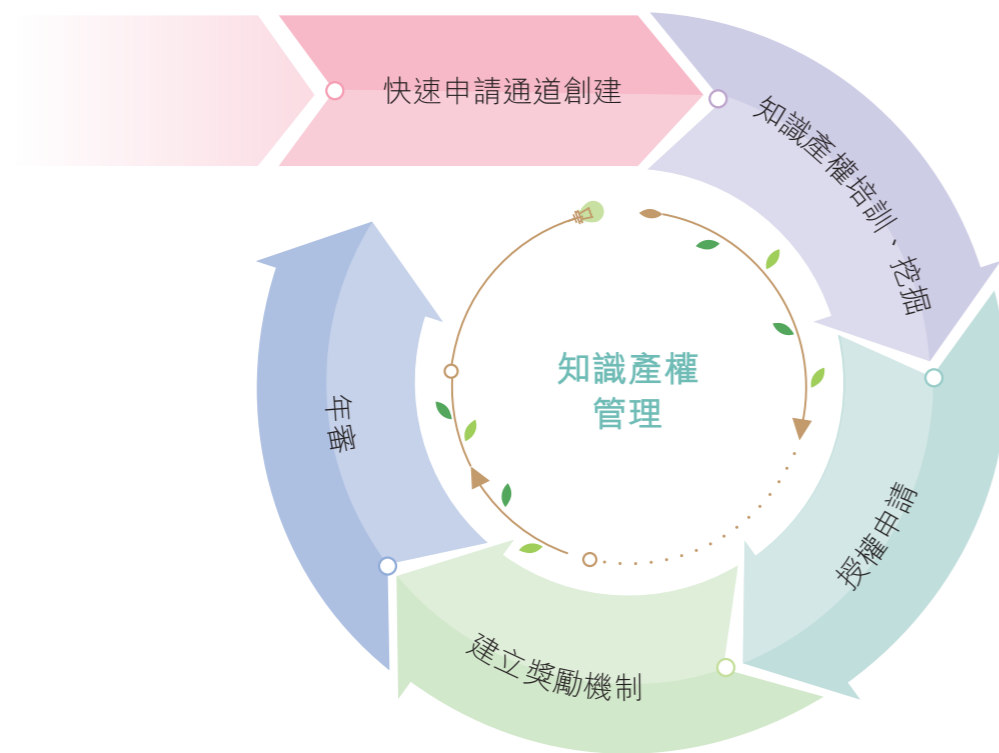 快速申請通道創建
知識產權培訓、挖掘
授權申請
建立獎勵機制
年審
知識產權
管理